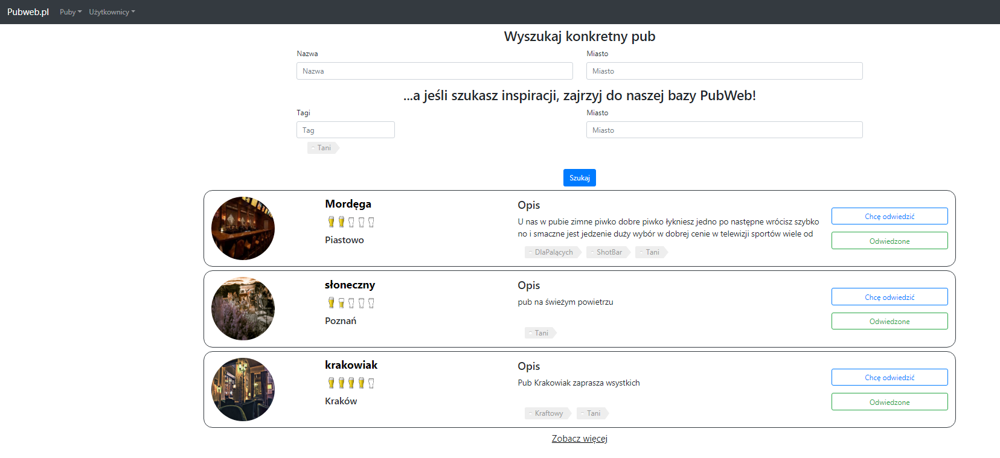 Pubweb.pl Puby Użytkownicy
Wyszukaj konkretny pub
Nazwa Miasto
Nazwa Miasto
...a jeśli szukasz inspiracji, zajrzyj do naszej bazy PubWeb!
Tagi Miasto
Tag Miasto
Tani
Szukaj
Mordęga
Piastowo
Opis
U nas w pubie zimne piwko dobre piwko łykniesz jedno po następne wrócisz szybko
no i smaczne jest jedzenie duży wybór w dobrej cenie w telewizji sportów wiele od
DlaPalących ShotBar Tani
Chcę odwiedzić
Odwiedzone
słoneczny
Poznań
Opis
pub na świeżym powietrzu
Tani
Chcę odwiedzić
Odwiedzone
krakowiak
Kraków
Opis
Pub Krakowiak zaprasza wsystkich
Kraftowy Tani
Chcę odwiedzić
Odwiedzone
Zobacz więcej